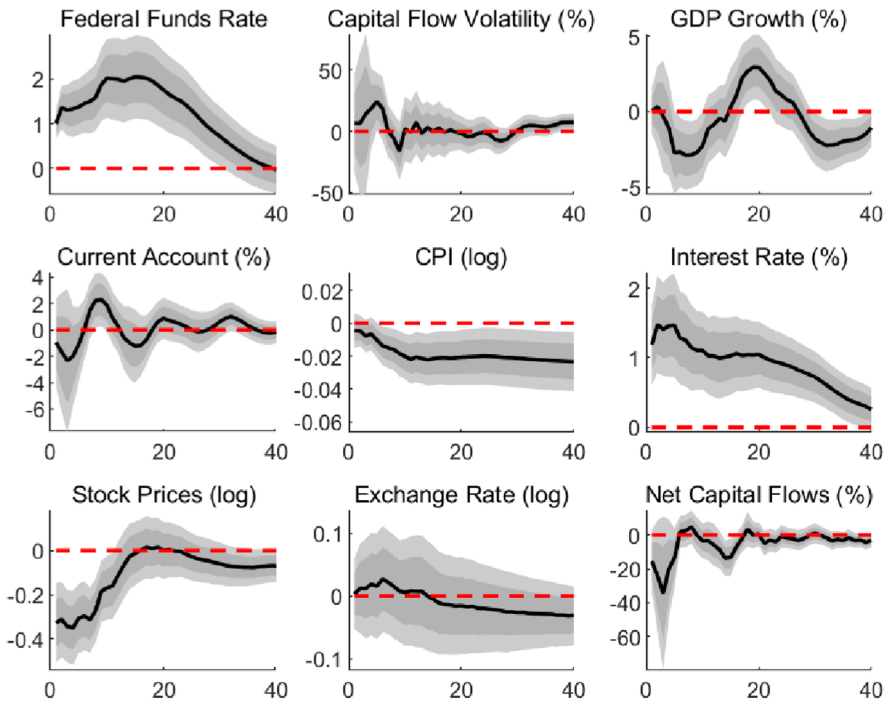 Federal Funds Rate
2
1
0
0 20 40
Capital Flow Volatility (%)
50
0
-50
0 20 40
GDP Growth (%)
5
0
-5
0 20 40
Current Account (%)
4
2
0
-2
-4
-6
0 20 40
CPI (log)
0.02
0
-0.02
-0.04
-0.06
0 20 40
Interest Rate (%)
2
1
0
0 20 40
Stock Prices (log)
0
-0.2
-0.4
0 20 40
Exchange Rate (log)
0.1
0
-0.1
0 20 40
Net Capital Flows (%)
0
-20
-40
-60
0 20 40